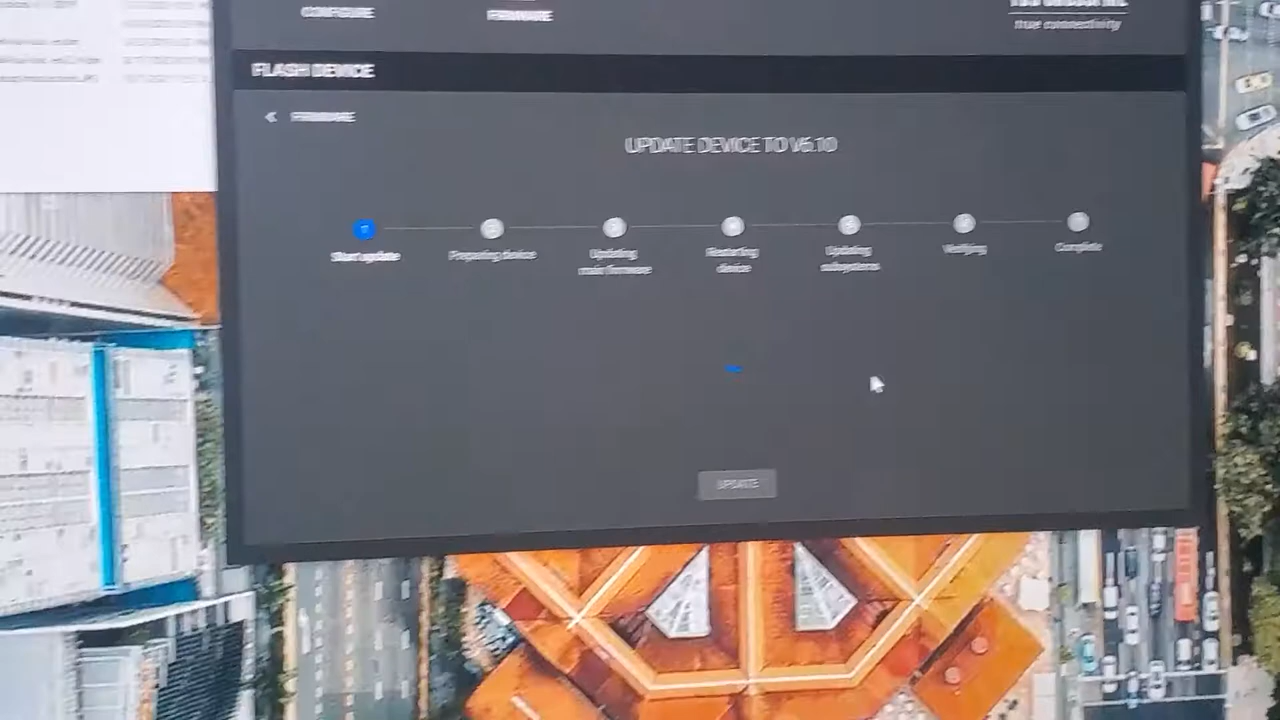 CONFIGURE
FIRMWARE
true connectivity
FLASH DEVICE
FIRMWARE
UPDATE DEVICE TO V6.10
Start update
Preparing device
Updating
main firmware
Restarting
device
Updating
subsystems
Verifying
Complete
UPDATE